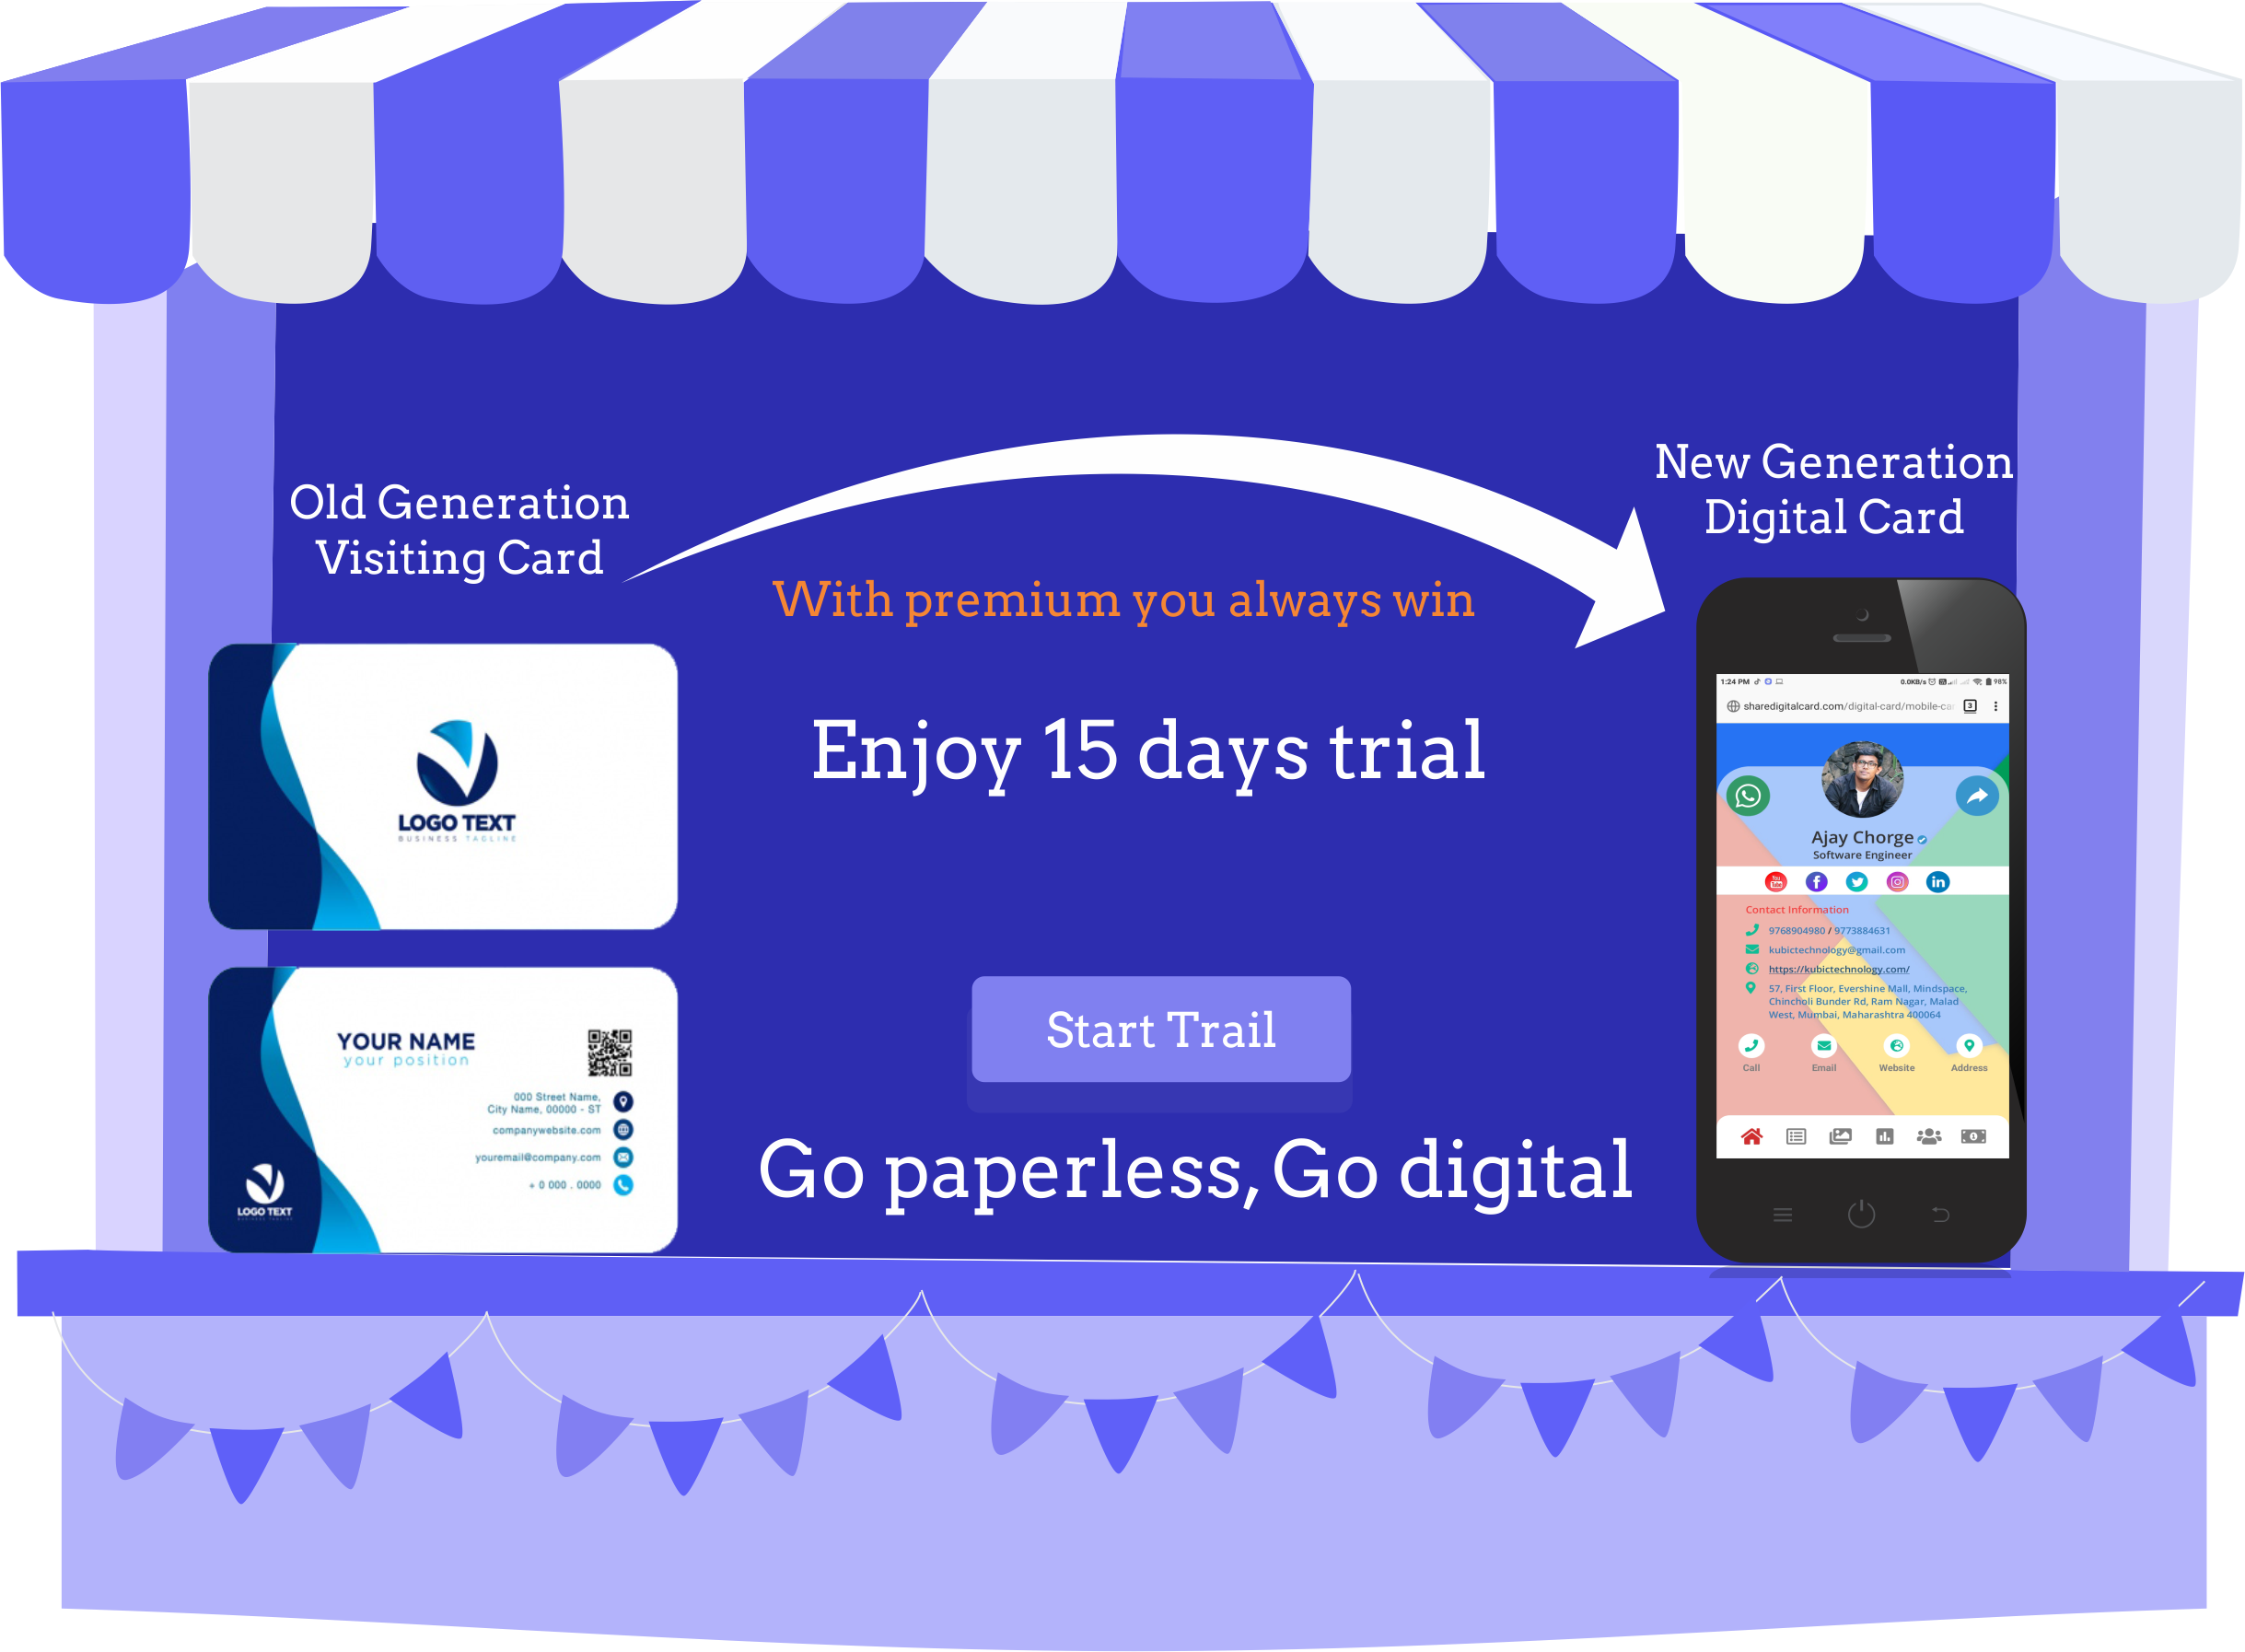 Old Generation
Visiting Card
New Generation
Digital Card
With premium you always win
Enjoy 15 days trial
Start Trail
Go paperless, Go digital
LOGO TEXT
BUSINESS TAGLINE
YOUR NAME
your position
000 Street Name,
City Name, 00000 - ST
companywebsite.com
youremail@company.com
+ 0 000 . 0000
LOGO TEXT
1:24 PM
0.0KB/s
98%
sharedigitalcard.com/digital-card/mobile-ca
3
Ajay Chorge
Software Engineer
Contact Information
9768904980 / 9773884631
kubictechnology@gmail.com
https://kubictechnology.com/
57, First Floor, Evershine Mall, Mindspace,
Chincholi Bunder Rd, Ram Nagar, Malad
West, Mumbai, Maharashtra 400064
Call Email Website Address